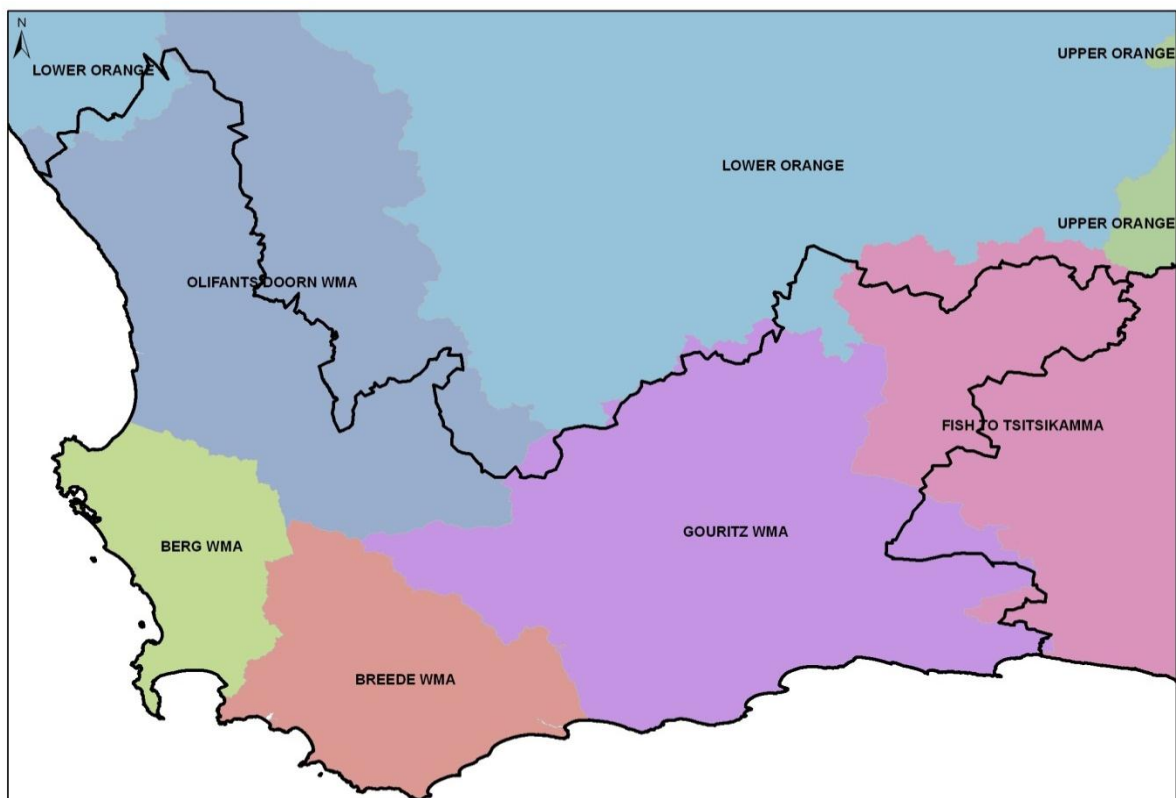 N
UPPER ORANGE
LOWER ORANGE
LOWER ORANGE
UPPER ORANGE
OLIFANTS DOORN WMA
FISH TO TSITSIKAMMA
GOURITZ WMA
BERG WMA
BREEDE WMA